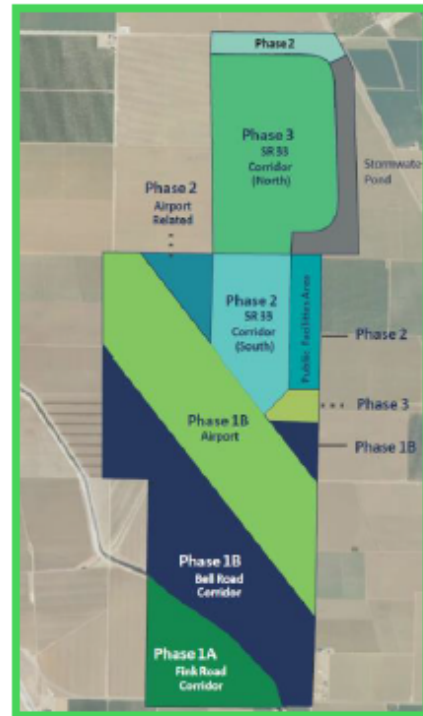 Phase 2
Phase 3
SR 33
Corridor
(North)
Stormwate
Pond
Phase 2
Airport
Related
Phase 2
SR 33
Corridor
(South)
Public Facilities Area
Phase 2
Phase 3
Phase 1B
Airport
Phase 1B
Phase 1B
Bell Road
Corridor
Phase 1A
Fink Road
Corridor